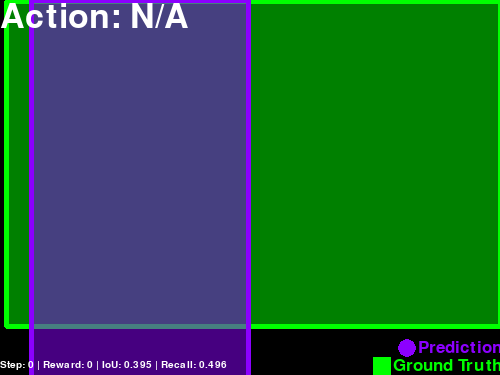 Action: N/A
Prediction
Step: 0 | Reward: 0 | IoU: 0.395 | Recall: 0.496
Ground Truth